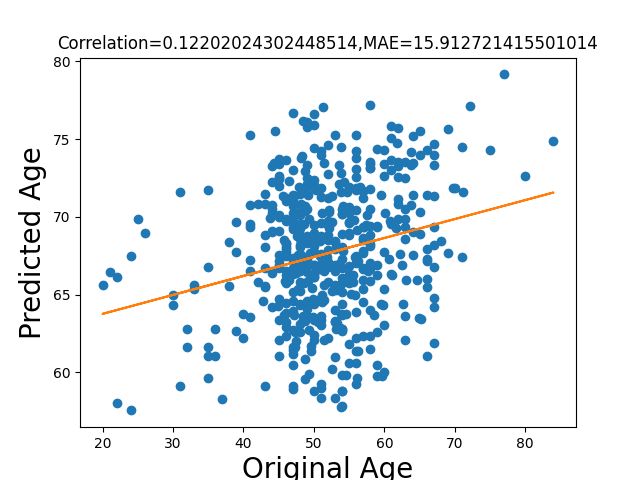 Correlation=0.12202024302448514,MAE=15.912721415501014
80
75
70
65
60
Predicted Age
20 30 40 50 60 70 80
Original Age